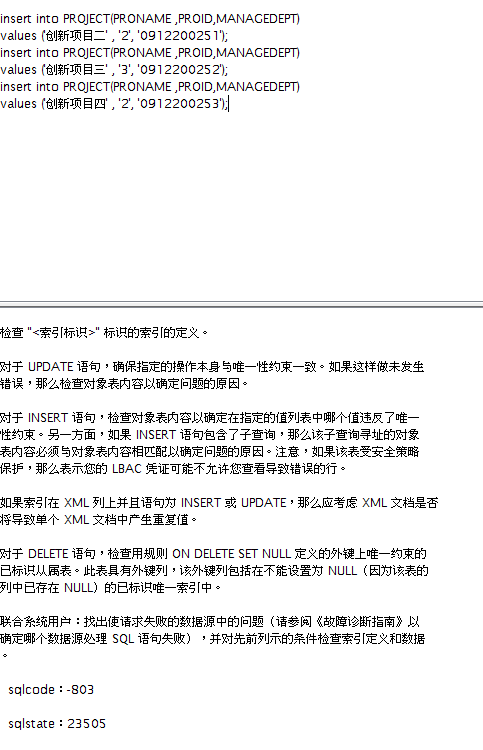 insert into PROJECT(PRONAME ,PROID,MANAGEDEPT)
values ('创新项目二' , '2', '0912200251');
insert into PROJECT(PRONAME ,PROID,MANAGEDEPT)
values ('创新项目三' , '3', '0912200252');
insert into PROJECT(PRONAME ,PROID,MANAGEDEPT)
values ('创新项目四' , '2', '0912200253');
检查 "<索引标识>" 标识的索引的定义。
对于 UPDATE 语句，确保指定的操作本身与唯一性约束一致。如果这样做未发生
错误，那么检查对象表内容以确定问题的原因。
对于 INSERT 语句，检查对象表内容以确定在指定的值列表中哪个值违反了唯一
性约束。另一方面，如果 INSERT 语句包含了子查询，那么该子查询寻址的对象
表内容必须与对象表内容相匹配以确定问题的原因。注意，如果该表受安全策略
保护，那么表示您的 LBAC 凭证可能不允许您查看导致错误的行。
如果索引在 XML 列上并且语句为 INSERT 或 UPDATE，那么应考虑 XML 文档是否
将导致单个 XML 文档中产生重复值。
对于 DELETE 语句，检查用规则 ON DELETE SET NULL 定义的外键上唯一约束的
已标识从属表。此表具有外键列，该外键列包括在不能设置为 NULL（因为该表的
列中已存在 NULL）的已标识唯一索引中。
联合系统用户：找出使请求失败的数据源中的问题（请参阅《故障诊断指南》以
确定哪个数据源处理 SQL 语句失败），并对先前列示的条件检查索引定义和数据
。
sqlcode：-803
sqlstate：23505